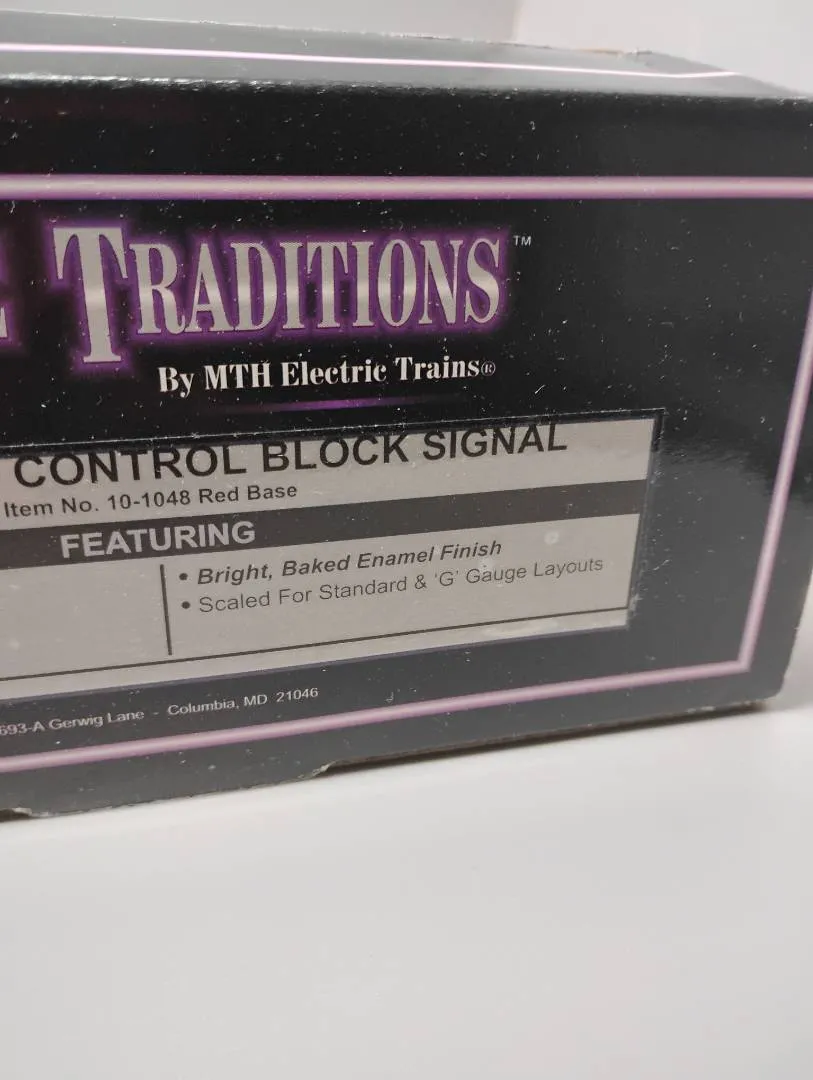 TRADITIONS™
By MTH Electric Trains®
CONTROL BLOCK SIGNAL
Item No. 10-1048 Red Base
FEATURING
• Bright, Baked Enamel Finish
• Scaled For Standard & 'G' Gauge Layouts
693-A Gerwig Lane - Columbia, MD 21046